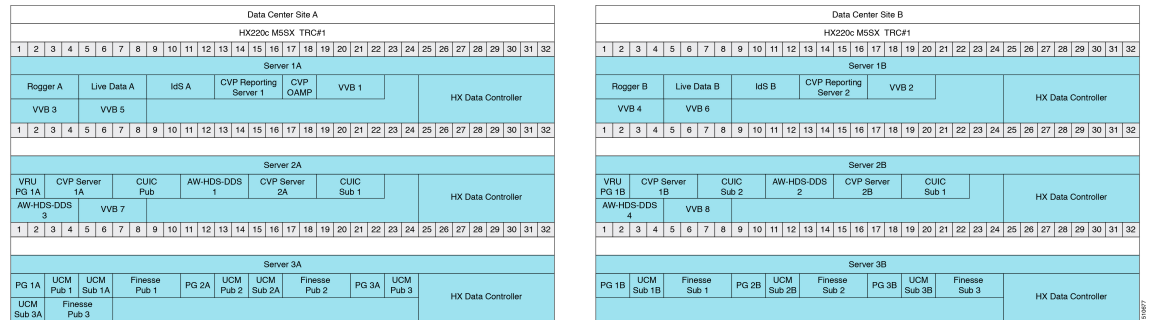 Data Center Site A
HX220c M5SX TRC#1
1 2 3 4 5 6 7 8 9 10 11 12 13 14 15 16 17 18 19 20 21 22 23 24 25 26 27 28 29 30 31 32
Server 1A
Rogger A
Live Data A
IdS A
CVP Reporting
Server 1
CVP
OAMP
VVB 1
HX Data Controller
VVB 3
VVB 5
1 2 3 4 5 6 7 8 9 10 11 12 13 14 15 16 17 18 19 20 21 22 23 24 25 26 27 28 29 30 31 32
Server 2A
VRU
PG 1A
CVP Server
1A
CUIC
Pub
AW-HDS-DDS
1
CVP Server
2A
CUIC
Sub 1
HX Data Controller
AW-HDS-DDS
3
VVB 7
1 2 3 4 5 6 7 8 9 10 11 12 13 14 15 16 17 18 19 20 21 22 23 24 25 26 27 28 29 30 31 32
Server 3A
PG 1A
UCM
Pub 1
UCM
Sub 1A
Finesse
Pub 1
PG 2A
UCM
Pub 2
UCM
Sub 2A
Finesse
Pub 2
PG 3A
UCM
Pub 3
HX Data Controller
UCM
Sub 3A
Finesse
Pub 3
Data Center Site B
HX220c M5SX TRC#1
1 2 3 4 5 6 7 8 9 10 11 12 13 14 15 16 17 18 19 20 21 22 23 24 25 26 27 28 29 30 31 32
Server 1B
Rogger B
Live Data B
IdS B
CVP Reporting
Server 2
VVB 2
HX Data Controller
VVB 4
VVB 6
1 2 3 4 5 6 7 8 9 10 11 12 13 14 15 16 17 18 19 20 21 22 23 24 25 26 27 28 29 30 31 32
Server 2B
VRU
PG 1B
CVP Server
1B
CUIC
Sub 2
AW-HDS-DDS
2
CVP Server
2B
CUIC
Sub 1
HX Data Controller
AW-HDS-DDS
4
VVB 8
1 2 3 4 5 6 7 8 9 10 11 12 13 14 15 16 17 18 19 20 21 22 23 24 25 26 27 28 29 30 31 32
Server 3B
PG 1B
UCM
Sub 1B
Finesse
Sub 1
PG 2B
UCM
Sub 2B
Finesse
Sub 2
PG 3B
UCM
Sub 3B
Finesse
Sub 3
HX Data Controller